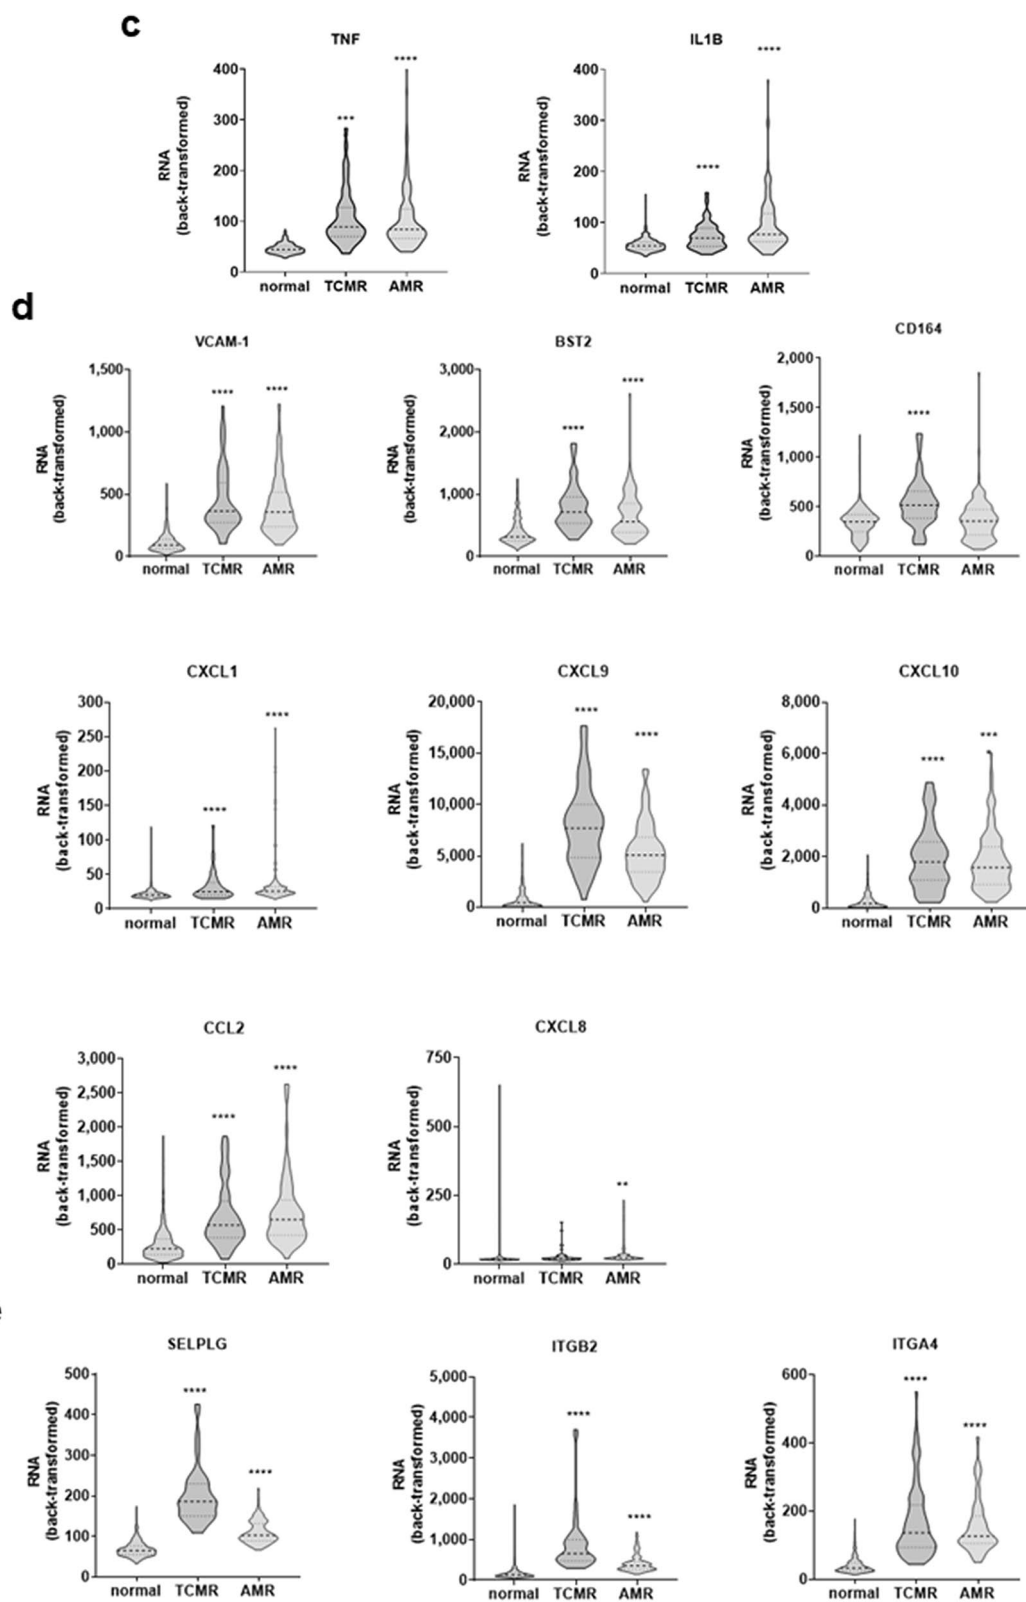 c
TNF
IL1B
RNA
(back-transformed)
400
300
200
100
0
***
****
normal TCMR AMR
RNA
(back-transformed)
400
300
200
100
0
****
****
normal TCMR AMR
d
VCAM-1
BST2
CD164
RNA
(back-transformed)
1,500
1,000
500
0
****
****
normal TCMR AMR
RNA
(back-transformed)
3,000
2,000
1,000
0
****
****
normal TCMR AMR
RNA
(back-transformed)
2,000
1,500
1,000
500
0
****
normal TCMR AMR
CXCL1
CXCL9
CXCL10
RNA
(back-transformed)
300
250
200
150
100
50
0
****
****
normal TCMR AMR
RNA
(back-transformed)
20,000
15,000
10,000
5,000
0
****
****
normal TCMR AMR
RNA
(back-transformed)
8,000
6,000
4,000
2,000
0
****
***
normal TCMR AMR
CCL2
CXCL8
RNA
(back-transformed)
3,000
2,500
2,000
1,500
1,000
500
0
****
****
normal TCMR AMR
RNA
(back-transformed)
750
500
250
0
**
normal TCMR AMR
SELPLG
ITGB2
ITGA4
RNA
(back-transformed)
500
400
300
200
100
0
****
****
normal TCMR AMR
RNA
(back-transformed)
5,000
4,000
3,000
2,000
1,000
0
****
****
normal TCMR AMR
RNA
(back-transformed)
600
400
200
0
****
****
normal TCMR AMR